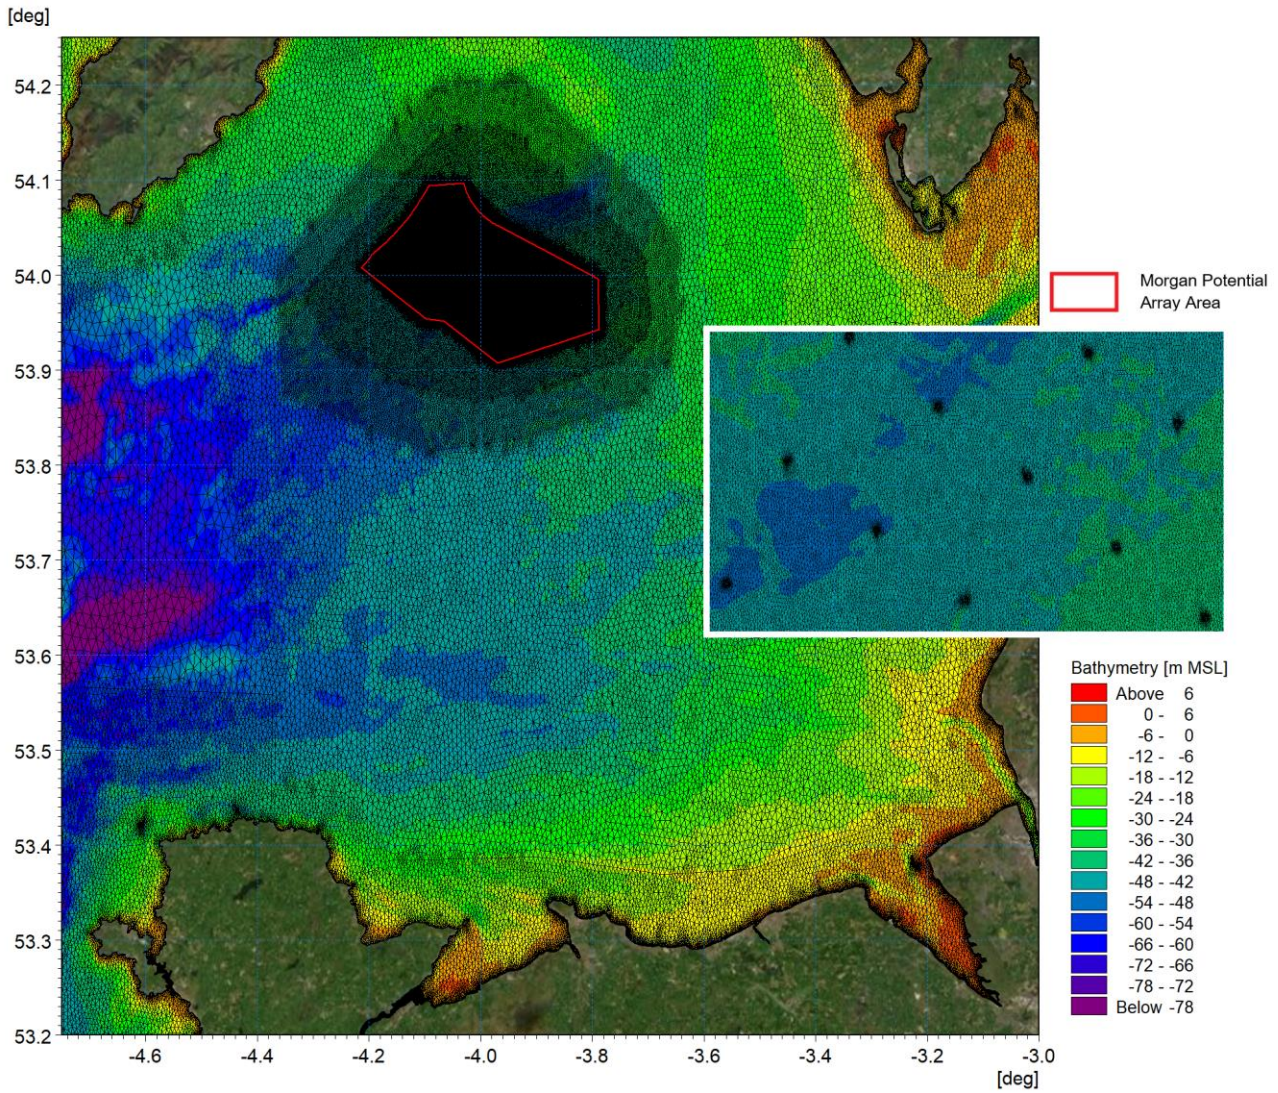 [deg]
54.2
54.1
54.0
53.9
53.8
53.7
53.6
53.5
53.4
53.3
53.2
-4.6
-4.4
-4.2
-4.0
-3.8
-3.6
-3.4
-3.2
-3.0
[deg]
Morgan Potential
Array Area
Bathymetry [m MSL]
Above 6
0 - 6
-6 - 0
-12 - -6
-18 - -12
-24 - -18
-30 - -24
-36 - -30
-42 - -36
-48 - -42
-54 - -48
-60 - -54
-66 - -60
-72 - -66
-78 - -72
Below -78